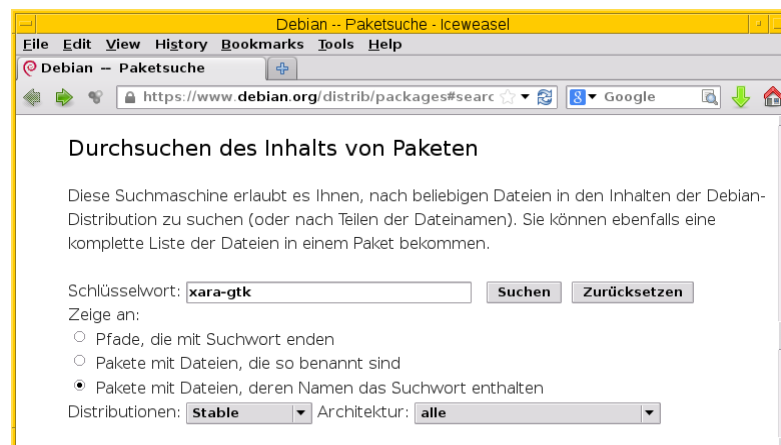 Debian -- Paketsuche - Iceweasel
File Edit View History Bookmarks Tools Help
Debian -- Paketsuche
https://www.debian.org/distrib/packages#searc Google
Durchsuchen des Inhalts von Paketen
Diese Suchmaschine erlaubt es Ihnen, nach beliebigen Dateien in den Inhalten der Debian-
Distribution zu suchen (oder nach Teilen der Dateinamen). Sie können ebenfalls eine
komplette Liste der Dateien in einem Paket bekommen.
Schlüsselwort: xara-gtk Suchen Zurücksetzen
Zeige an:
Pfade, die mit Suchwort enden
Pakete mit Dateien, die so benannt sind
Pakete mit Dateien, deren Namen das Suchwort enthalten
Distributionen: Stable Architektur: alle